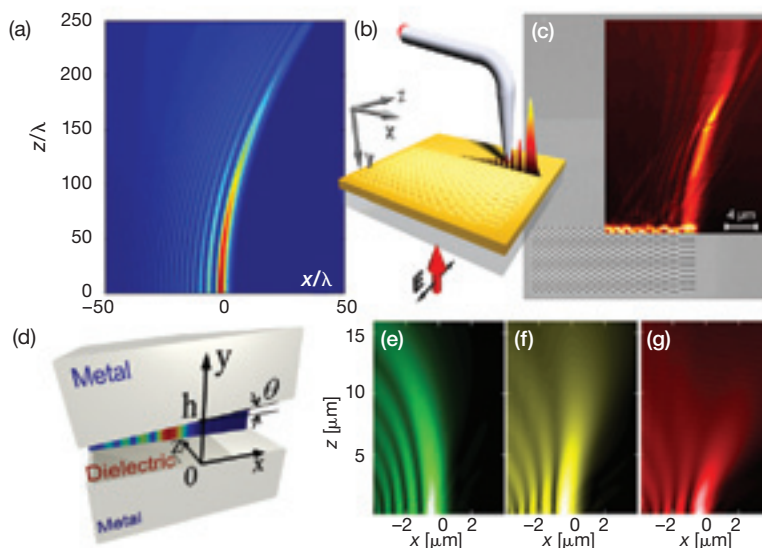 (a)
250
200
150
100
50
0
z/λ
x/λ
−50
0
50
(b)
z
x
y
E
(c)
4 μm
(d)
Metal
y
h
θ
Dielectric
z
0
x
Metal
(e)
(f)
(g)
15
10
5
z [μm]
−2 0 2
−2 0 2
−2 0 2
x [μm]
x [μm]
x [μm]